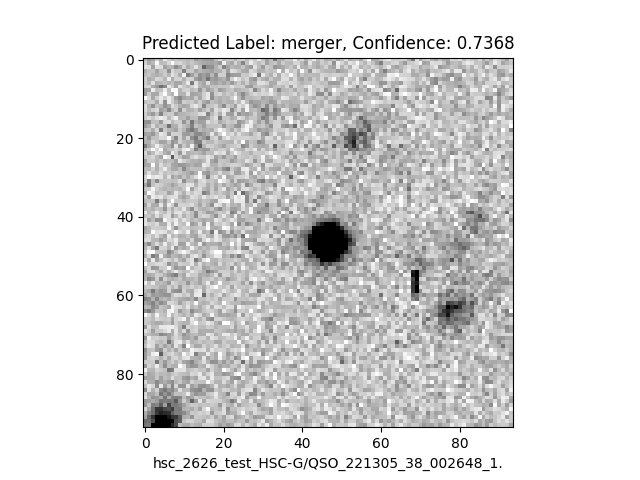 Predicted Label: merger, Confidence: 0.7368
0
20
40
60
80
0 20 40 60 80
hsc_2626_test_HSC-G/QSO_221305_38_002648_1.